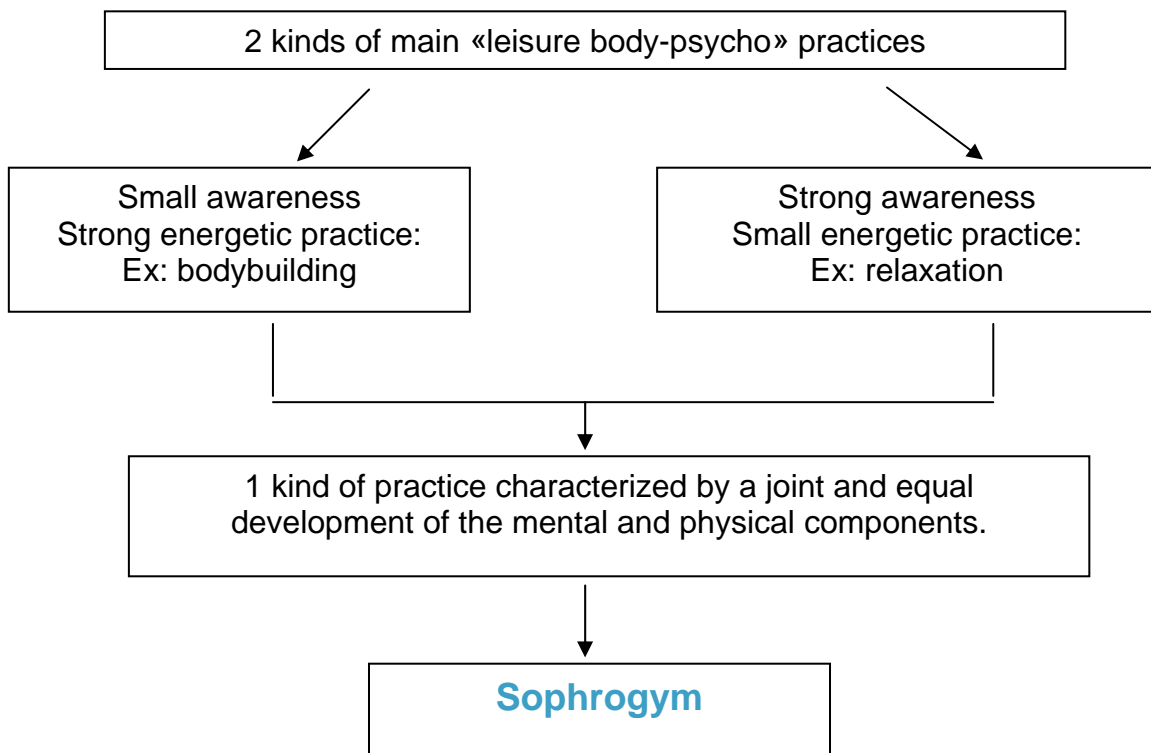 2 kinds of main «leisure body-psycho» practices
Small awareness
Strong energetic practice:
Ex: bodybuilding
Strong awareness
Small energetic practice:
Ex: relaxation
1 kind of practice characterized by a joint and equal
development of the mental and physical components.
Sophrogym